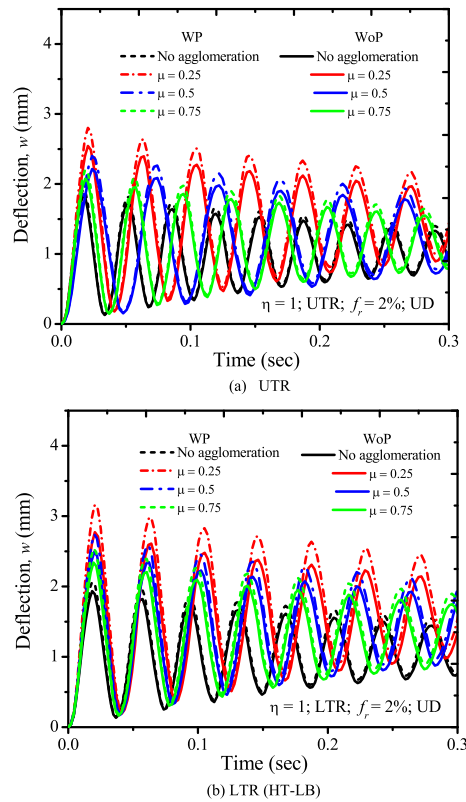 4
3
2
1
0
Deflection, w (mm)
WP
WoP
No agglomeration
No agglomeration
μ = 0.25
μ = 0.25
μ = 0.5
μ = 0.5
μ = 0.75
μ = 0.75
η = 1; UTR; fr = 2%; UD
0.0
0.1
0.2
0.3
Time (sec)
(a) UTR
4
3
2
1
0
Deflection, w (mm)
WP
WoP
No agglomeration
No agglomeration
μ = 0.25
μ = 0.25
μ = 0.5
μ = 0.5
μ = 0.75
μ = 0.75
η = 1; LTR; fr = 2%; UD
0.0
0.1
0.2
0.3
Time (sec)
(b) LTR (HT-LB)